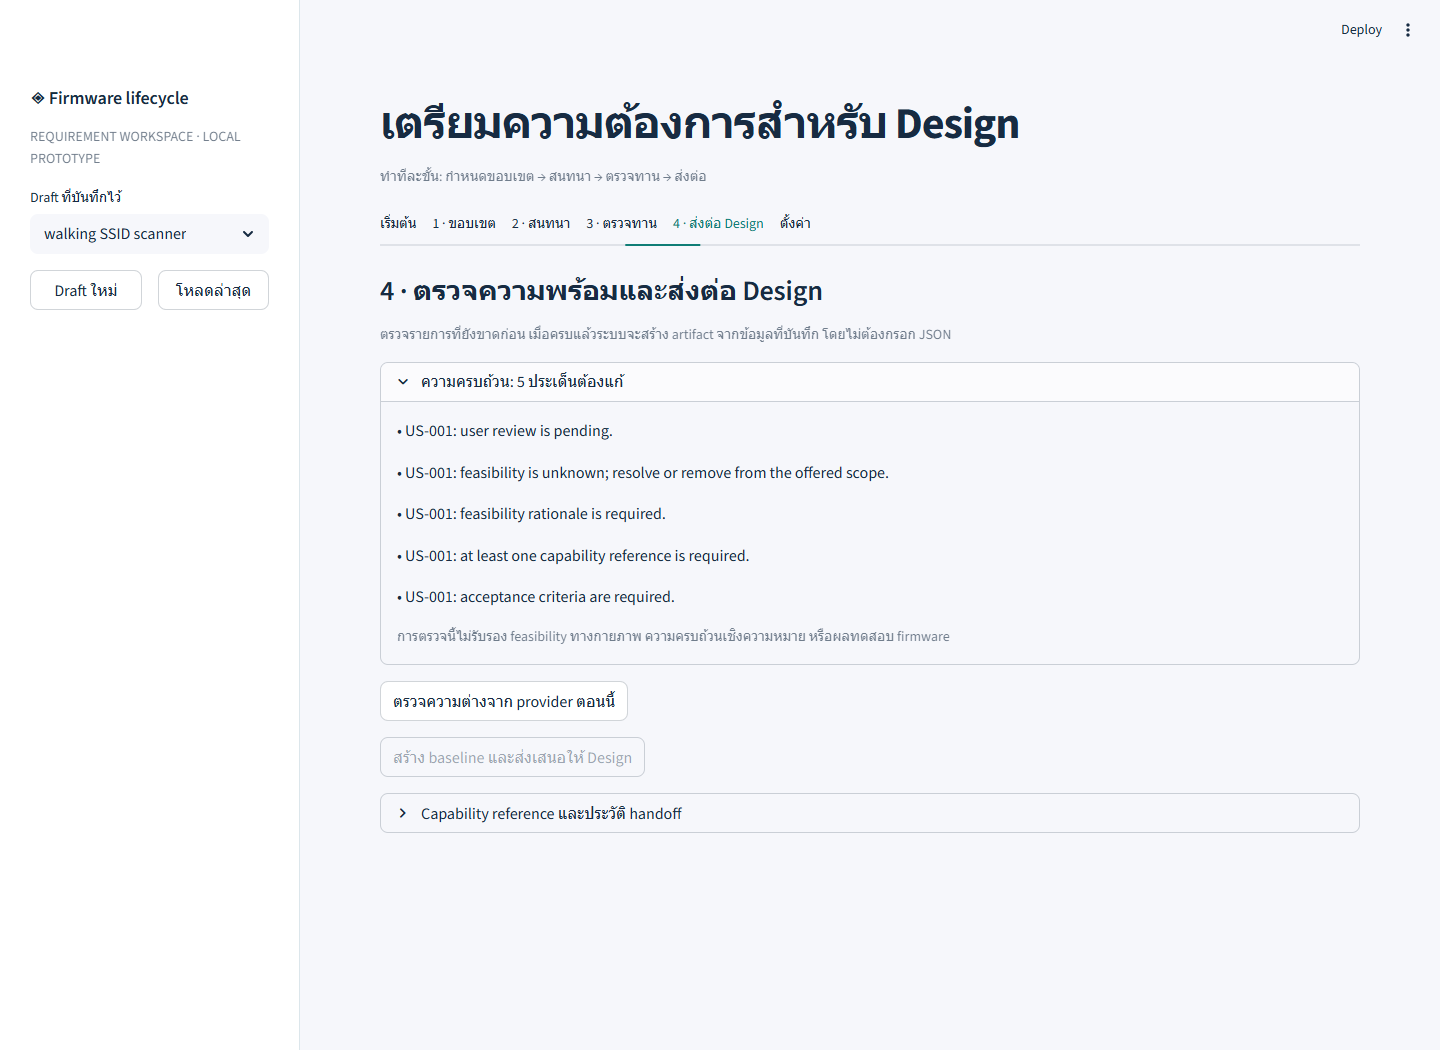 Deploy
◈ Firmware lifecycle
REQUIREMENT WORKSPACE · LOCAL
PROTOTYPE
Draft ที่บันทึกไว้
walking SSID scanner
Draft ใหม่
โหลดล่าสุด
เตรียมความต้องการสำหรับ Design
ทำทีละขั้น: กำหนดขอบเขต → สนทนา → ตรวจทาน → ส่งต่อ
เริ่มต้น 1 · ขอบเขต 2 · สนทนา 3 · ตรวจทาน 4 · ส่งต่อ Design ตั้งค่า
4 · ตรวจความพร้อมและส่งต่อ Design
ตรวจรายการที่ยังขาดก่อน เมื่อครบแล้วระบบจะสร้าง artifact จากข้อมูลที่บันทึก โดยไม่ต้องกรอก JSON
ความครบถ้วน: 5 ประเด็นต้องแก้
• US-001: user review is pending.
• US-001: feasibility is unknown; resolve or remove from the offered scope.
• US-001: feasibility rationale is required.
• US-001: at least one capability reference is required.
• US-001: acceptance criteria are required.
การตรวจนี้ไม่รับรอง feasibility ทางกายภาพ ความครบถ้วนเชิงความหมาย หรือผลทดสอบ firmware
ตรวจความต่างจาก provider ตอนนี้
สร้าง baseline และส่งเสนอให้ Design
Capability reference และประวัติ handoff